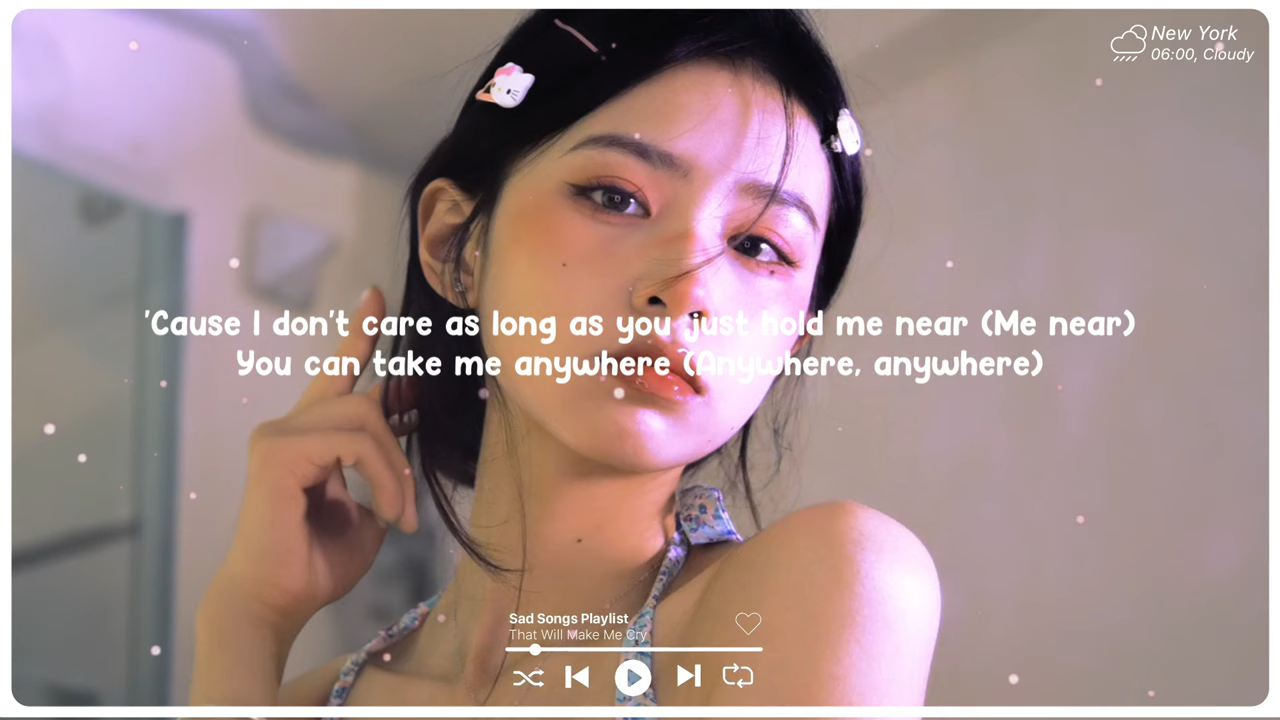 New York
06:00, Cloudy
'Cause I don't care as long as you just hold me near (Me near)
You can take me anywhere (Anywhere, anywhere)
Sad Songs Playlist
That Will Make Me Cry